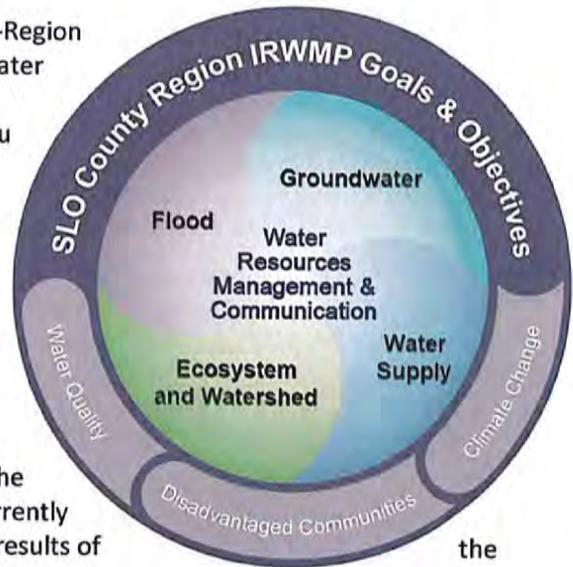 -Region
ater
u
SLO County Region IRWMP Goals & Objectives
Groundwater
Flood
Water
Resources
Management &
Communication
Water
Supply
Ecosystem
and Watershed
Water Quality
Disadvantaged Communities
Climate Change
he
rrently
results of
the